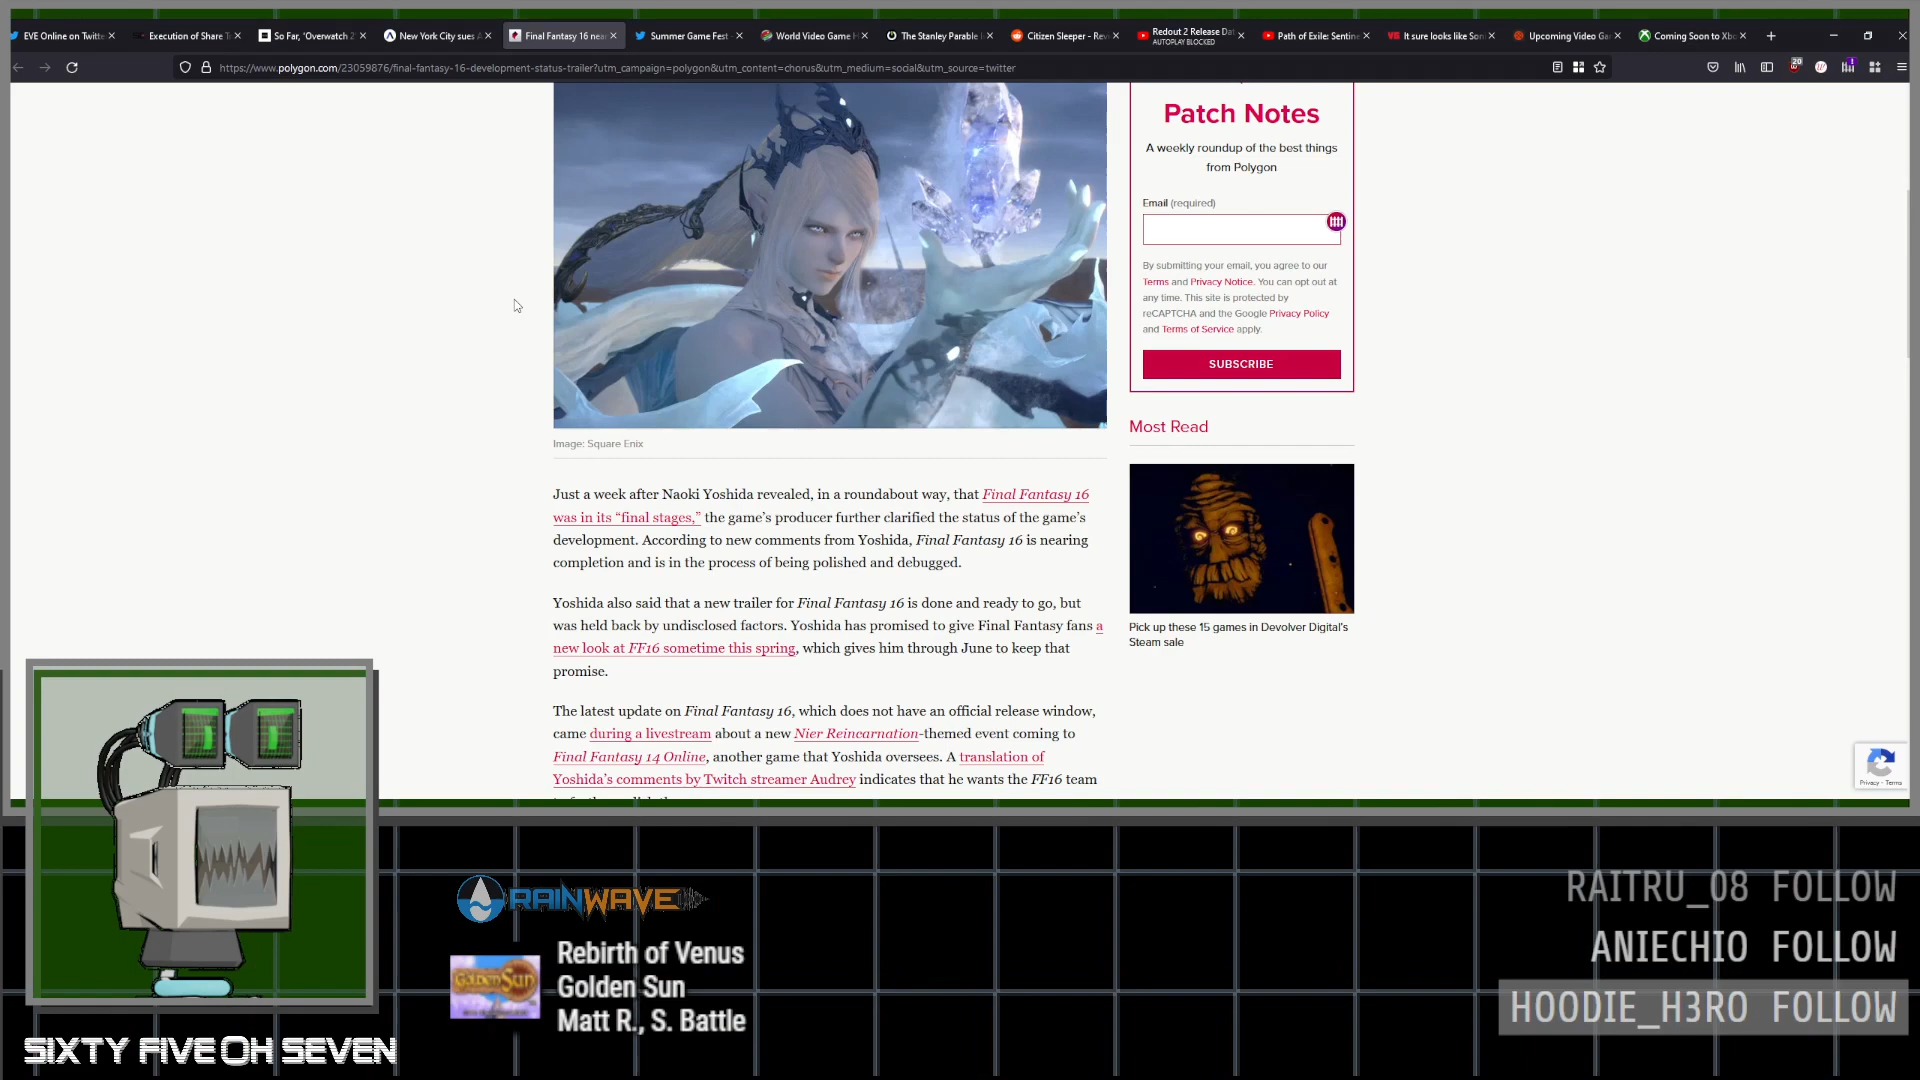 EVE Online on Twitte
Execution of Share T
So Far, 'Overwatch 2'
New York City sues A
Final Fantasy 16 nea
Summer Game Fest
World Video Game H
The Stanley Parable
Citizen Sleeper - Rev
Redout 2 Release Dat
AUTOPLAY BLOCKED
Path of Exile: Sentine
It sure looks like Son
Upcoming Video Ga
Coming Soon to Xbo
https://www.polygon.com/23059876/final-fantasy-16-development-status-trailer?utm_campaign=polygon&utm_content=chorus&utm_medium=social&utm_source=twitter
20
Patch Notes
A weekly roundup of the best things
from Polygon
Email (required)
By submitting your email, you agree to our
Terms and Privacy Notice. You can opt out at
any time. This site is protected by
reCAPTCHA and the Google Privacy Policy
and Terms of Service apply.
SUBSCRIBE
Image: Square Enix
Most Read
Just a week after Naoki Yoshida revealed, in a roundabout way, that Final Fantasy 16
was in its “final stages,” the game’s producer further clarified the status of the game’s
development. According to new comments from Yoshida, Final Fantasy 16 is nearing
completion and is in the process of being polished and debugged.
Yoshida also said that a new trailer for Final Fantasy 16 is done and ready to go, but
was held back by undisclosed factors. Yoshida has promised to give Final Fantasy fans a
new look at FF16 sometime this spring, which gives him through June to keep that
promise.
Pick up these 15 games in Devolver Digital’s
Steam sale
The latest update on Final Fantasy 16, which does not have an official release window,
came during a livestream about a new Nier Reincarnation-themed event coming to
Final Fantasy 14 Online, another game that Yoshida oversees. A translation of
Yoshida’s comments by Twitch streamer Audrey indicates that he wants the FF16 team
Privacy - Terms
RAINWAVE
Rebirth of Venus
Golden Sun
Matt R., S. Battle
GOLDEN SUN
RAITRU_08 FOLLOW
ANIECHIO FOLLOW
HOODIE_H3RO FOLLOW
SIXTY FIVE OH SEVEN